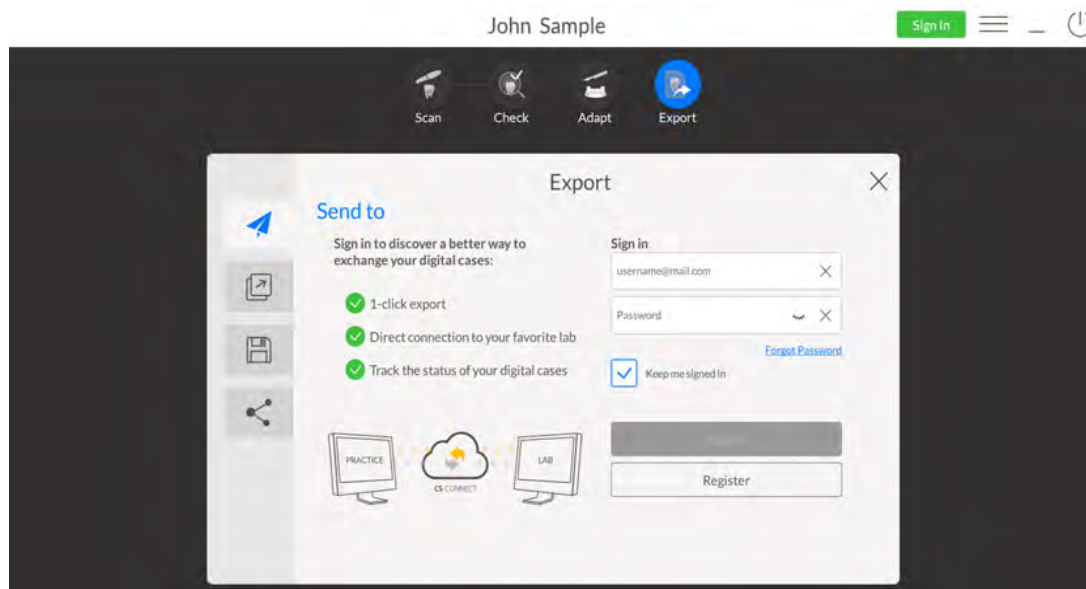 John Sample
Sign In
Scan
Check
Adapt
Export
Export
Send to
Sign in to discover a better way to
exchange your digital cases:
1-click export
Direct connection to your favorite lab
Track the status of your digital cases
PRACTICE
CS CONNECT
LAB
Sign in
username@mail.com
Password
Forgot Password
Keep me signed in
Register